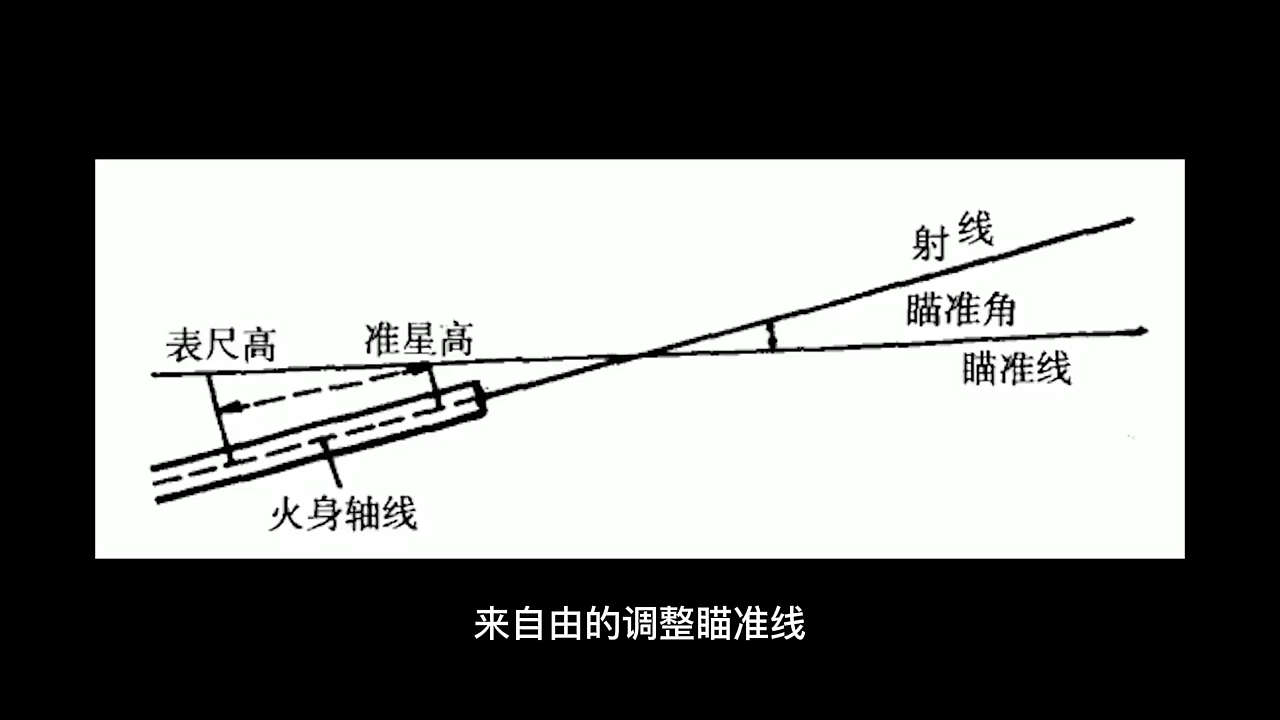 射线
瞄准角
表尺高
准星高
瞄准线
火身轴线
来自由的调整瞄准线